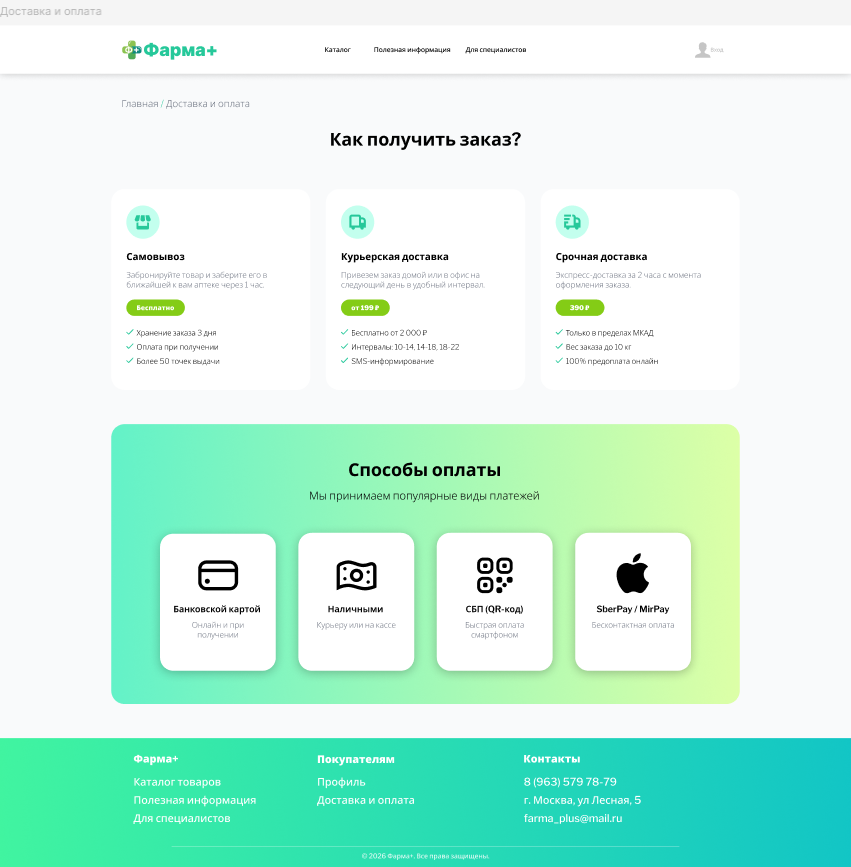 Доставка и оплата
Фарма+
Каталог
Полезная информация
Для специалистов
Вход
Главная / Доставка и оплата
Как получить заказ?
Самовывоз
Забронируйте товар и заберите его в
ближайшей к вам аптеке через 1 час.
Бесплатно
Хранение заказа 3 дня
Оплата при получении
Более 50 точек выдачи
Курьерская доставка
Привезем заказ домой или в офис на
следующий день в удобный интервал.
от 199 ₽
Бесплатно от 2 000 ₽
Интервалы: 10-14, 14-18, 18-22
SMS-информирование
Срочная доставка
Экспресс-доставка за 2 часа с момента
оформления заказа.
390 ₽
Только в пределах МКАД
Вес заказа до 10 кг
100% предоплата онлайн
Способы оплаты
Мы принимаем популярные виды платежей
Банковской картой
Онлайн и при
получении
Наличными
Курьеру или на кассе
СБП (QR-код)
Быстрая оплата
смартфоном
SberPay / MirPay
Бесконтактная оплата
Фарма+
Каталог товаров
Полезная информация
Для специалистов
Покупателям
Профиль
Доставка и оплата
Контакты
8 (963) 579 78-79
г. Москва, ул Лесная, 5
farma_plus@mail.ru
© 2026 Фарма+. Все права защищены.